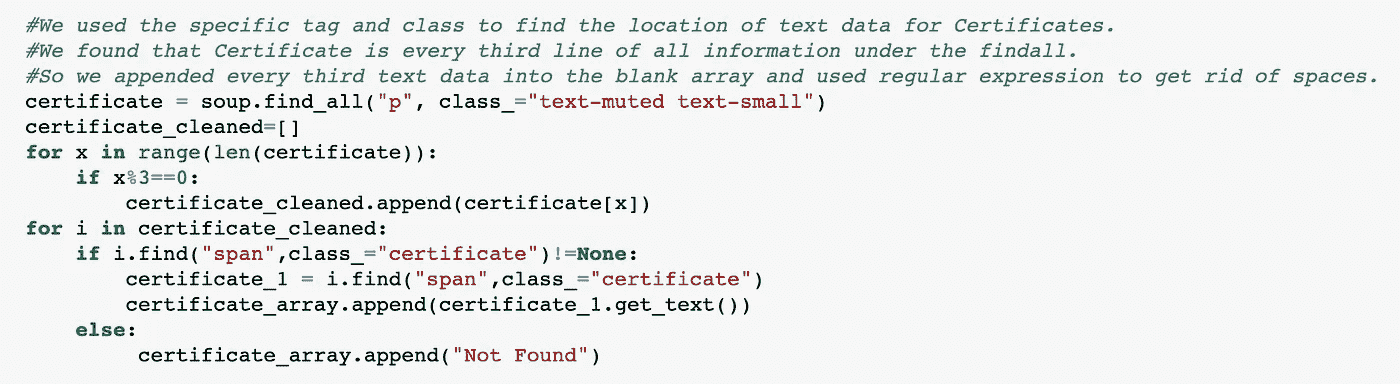 #We used the specific tag and class to find the location of text data for Certificates.
#We found that Certificate is every third line of all information under the findall.
#So we appended every third text data into the blank array and used regular expression to get rid of spaces.
certificate = soup.find_all("p", class_="text-muted text-small")
certificate_cleaned=[]
for x in range(len(certificate)):
    if x%3==0:
        certificate_cleaned.append(certificate[x])
for i in certificate_cleaned:
    if i.find("span",class_="certificate")!=None:
        certificate_1 = i.find("span",class_="certificate")
        certificate_array.append(certificate_1.get_text())
    else:
         certificate_array.append("Not Found")